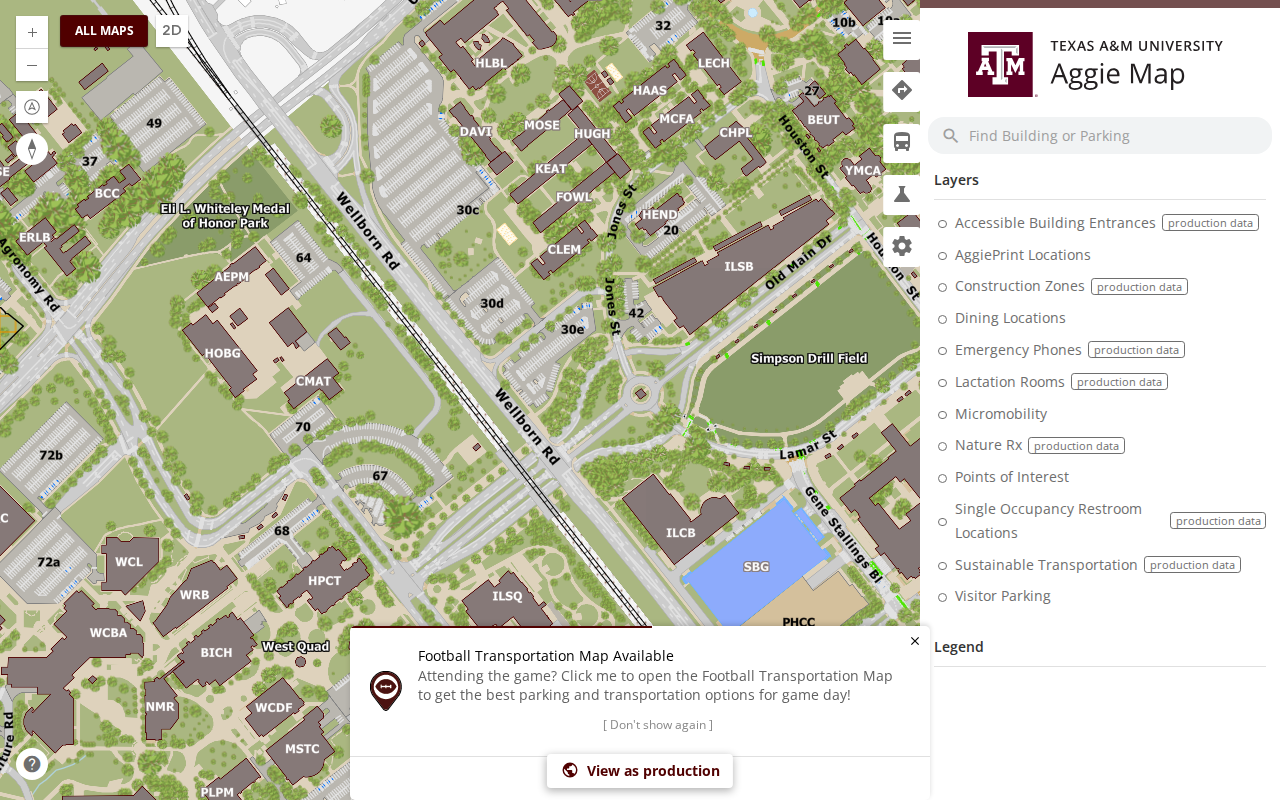 ALL MAPS
2D
TEXAS A&M UNIVERSITY
Aggie Map
Find Building or Parking
Layers
Accessible Building Entrances production data
AggiePrint Locations
Construction Zones production data
Dining Locations
Emergency Phones production data
Lactation Rooms production data
Micromobility
Nature Rx production data
Points of Interest
Single Occupancy Restroom
Locations production data
Sustainable Transportation production data
Visitor Parking
Legend
32
10b
HLBL
LECH
HAAS
27
49
DAVI
MOSE
HUGH
MCFA
CHPL
BEUT
Houston St
37
KEAT
YMCA
BCC
FOWL
Eli L. Whiteley Medal
of Honor Park
Wellborn Rd
30c
Jones St
HEND
20
ERLB
CLEM
64
Agronomy Rd
AEPM
ILSB
Old Main Dr
Houston St
30d
Jones St
42
30e
HOBG
Simpson Drill Field
CMAT
Wellborn Rd
70
Lamar St
72b
67
Gene Stallings Bl
68
ILCB
72a
WCL
SBG
HPCT
WRB
ILSQ
PHCC
WCBA
BICH
West Quad
NMR
WCDF
MSTC
PLPM
Football Transportation Map Available
Attending the game? Click me to open the Football Transportation Map
to get the best parking and transportation options for game day!
[ Don't show again ]
View as production